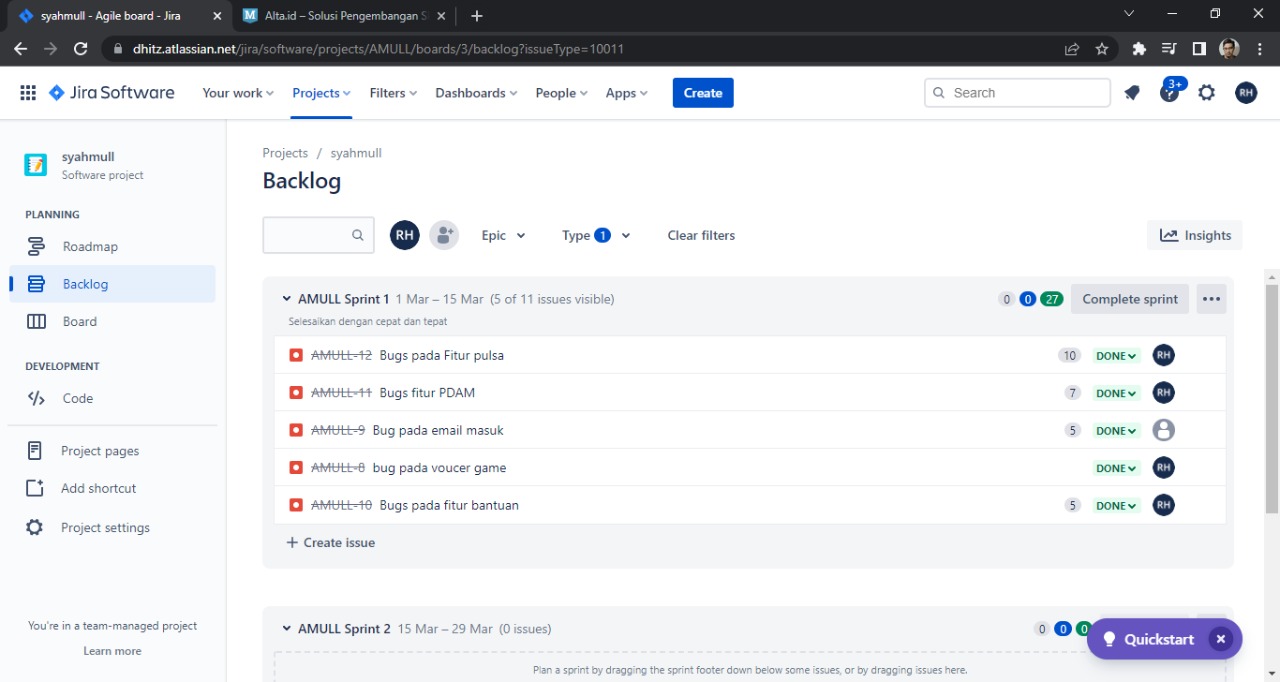 syahmull - Agile board - Jira
Alta.id – Solusi Pengembangan S
dhitz.atlassian.net/jira/software/projects/AMULL/boards/3/backlog?issueType=10011
Jira Software
Your work
Projects
Filters
Dashboards
People
Apps
Create
Search
3+
RH
syahmull
Software project
PLANNING
Roadmap
Backlog
Board
DEVELOPMENT
Code
Project pages
Add shortcut
Project settings
You're in a team-managed project
Learn more
Projects / syahmull
Backlog
RH
Epic
Type 1
Clear filters
Insights
AMULL Sprint 1 1 Mar – 15 Mar (5 of 11 issues visible) 0 0 27 Complete sprint
Selesaikan dengan cepat dan tepat
AMULL-12 Bugs pada Fitur pulsa 10 DONE RH
AMULL-11 Bugs fitur PDAM 7 DONE RH
AMULL-9 Bug pada email masuk 5 DONE
AMULL-8 bug pada voucer game DONE RH
AMULL-10 Bugs pada fitur bantuan 5 DONE RH
+ Create issue
AMULL Sprint 2 15 Mar – 29 Mar (0 issues) 0 0 0
Quickstart
Plan a sprint by dragging the sprint footer down below some issues, or by dragging issues here.